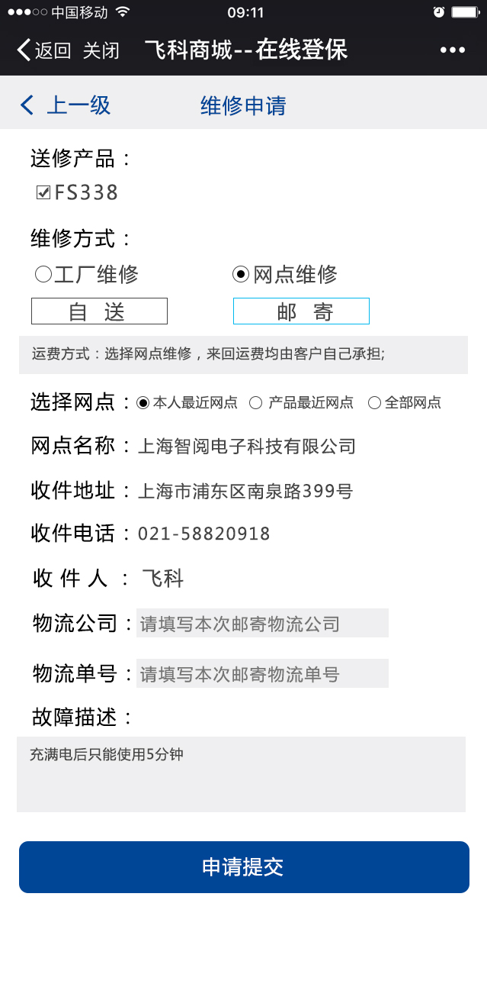 中国移动 09:11
返回 关闭 飞科商城--在线登保
上一级 维修申请
送修产品：
FS338
维修方式：
工厂维修 网点维修
自 送 邮 寄
运费方式：选择网点维修，来回运费均由客户自己承担;
选择网点：本人最近网点 产品最近网点 全部网点
网点名称：上海智阅电子科技有限公司
收件地址：上海市浦东区南泉路399号
收件电话：021-58820918
收 件 人 ： 飞科
物流公司：请填写本次邮寄物流公司
物流单号：请填写本次邮寄物流单号
故障描述：
充满电后只能使用5分钟
申请提交